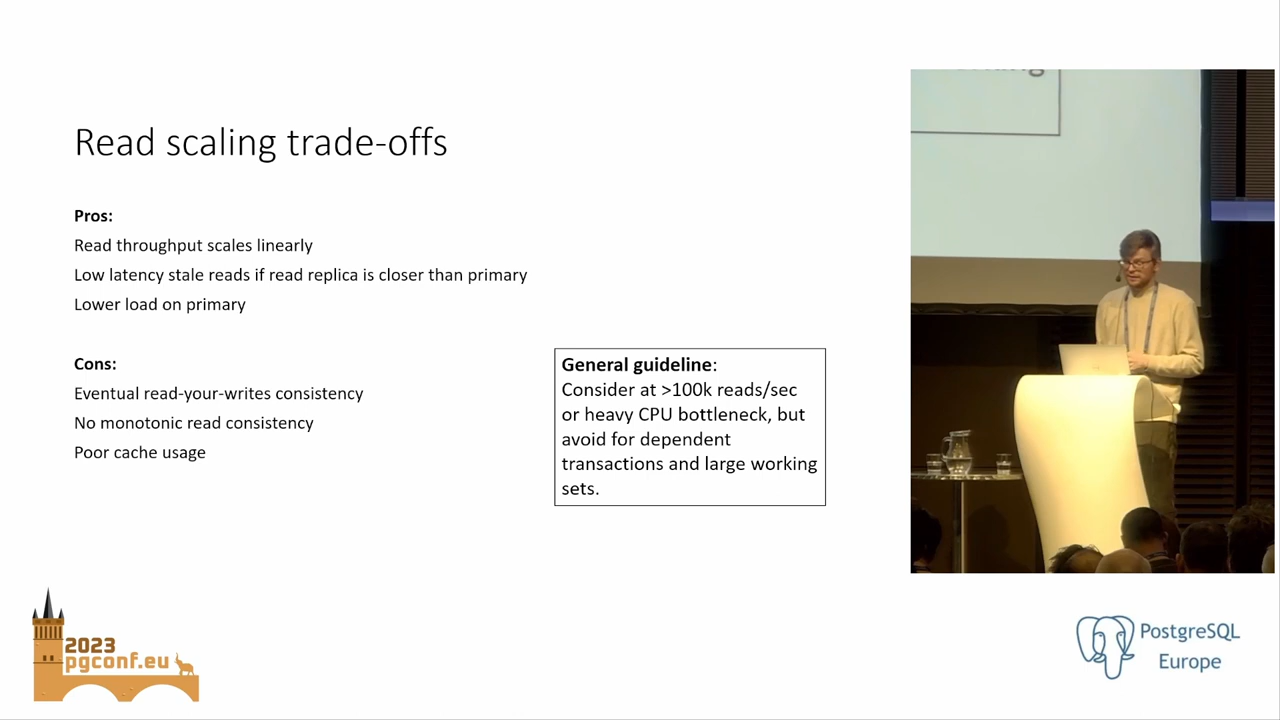 Read scaling trade-offs
Pros:
Read throughput scales linearly
Low latency stale reads if read replica is closer than primary
Lower load on primary
Cons:
Eventual read-your-writes consistency
No monotonic read consistency
Poor cache usage
General guideline:
Consider at >100k reads/sec
or heavy CPU bottleneck, but
avoid for dependent
transactions and large working
sets.
2023
pgconf.eu
PostgreSQL
Europe